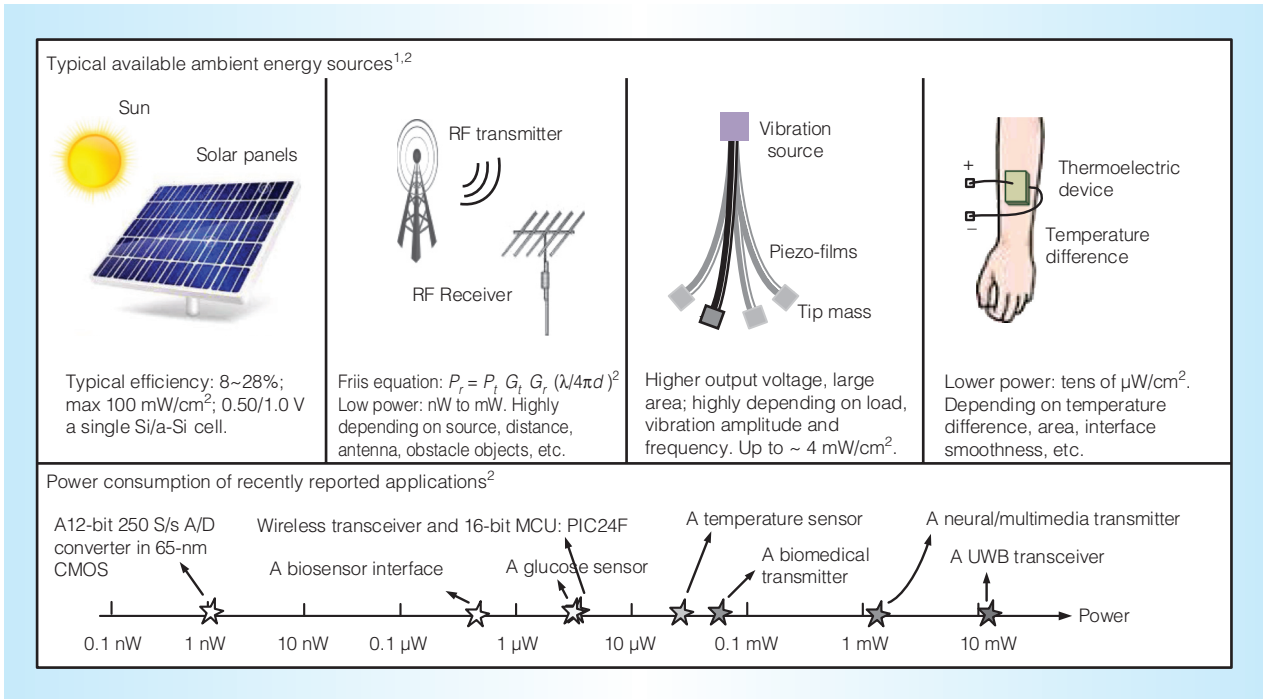 Typical available ambient energy sources1,2
Sun
Solar panels
Typical efficiency: 8~28%;
max 100 mW/cm2; 0.50/1.0 V
a single Si/a-Si cell.
RF transmitter
RF Receiver
Friis equation: Pr = Pt Gt Gr (λ/4πd )2
Low power: nW to mW. Highly
depending on source, distance,
antenna, obstacle objects, etc.
Vibration
source
Piezo-films
Tip mass
Higher output voltage, large
area; highly depending on load,
vibration amplitude and
frequency. Up to ~ 4 mW/cm2.
+
–
Thermoelectric
device
Temperature
difference
Lower power: tens of μW/cm2.
Depending on temperature
difference, area, interface
smoothness, etc.
Power consumption of recently reported applications2
A12-bit 250 S/s A/D
converter in 65-nm
CMOS
Wireless transceiver and 16-bit MCU: PIC24F
A biosensor interface
A glucose sensor
A temperature sensor
A biomedical
transmitter
A neural/multimedia transmitter
A UWB transceiver
Power
0.1 nW 1 nW 10 nW 0.1 μW 1 μW 10 μW 0.1 mW 1 mW 10 mW